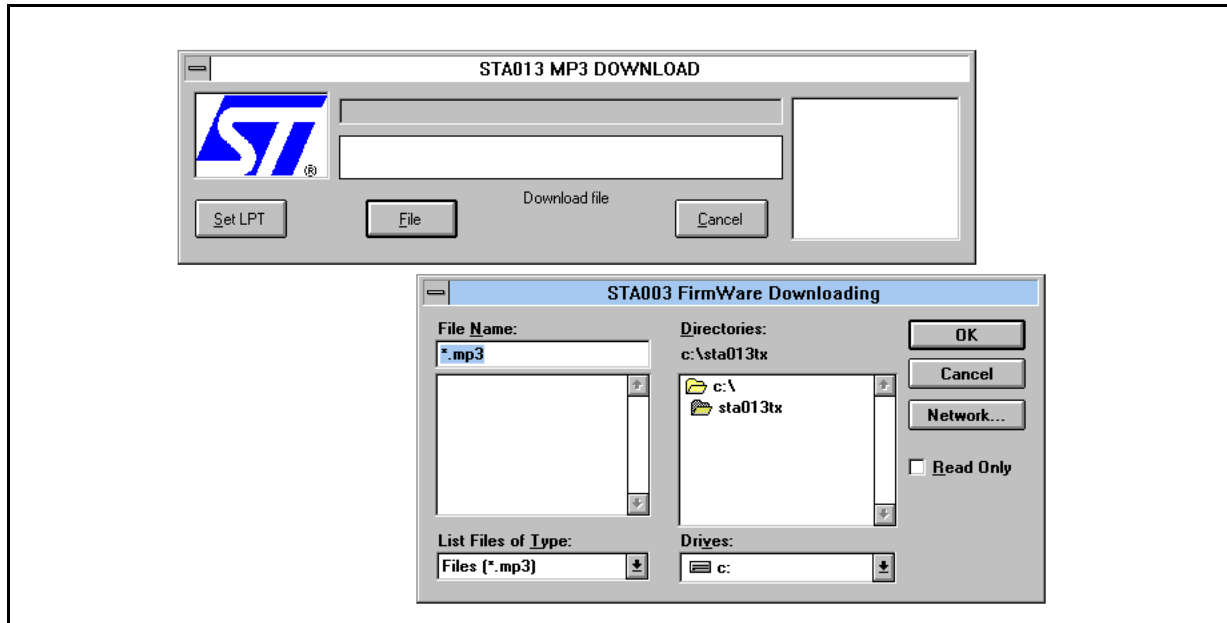 STA013 MP3 DOWNLOAD
ST®
Download file
Set LPT
File
Cancel
STA003 FirmWare Downloading
File Name:
*.mp3
Directories:
c:\sta013tx
c:\
sta013tx
OK
Cancel
Network...
Read Only
List Files of Type:
Files (*.mp3)
Drives:
c: